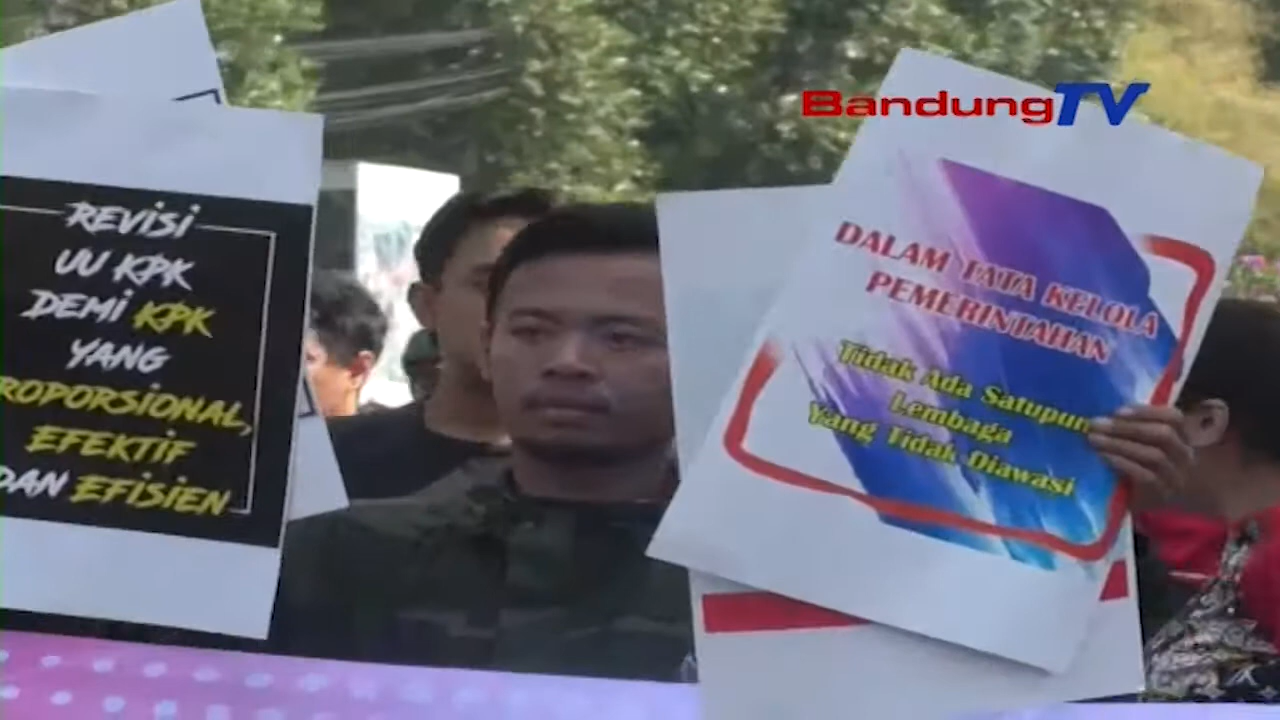 BandungTV
REVISI
UU KPK
DEMI KPK
YANG
ROPORSIONAL,
EFEKTIF
DAN EFISIEN
DALAM TATA KELOLA
PEMERINTAHAN
Tidak Ada Satupun
Lembaga
Yang Tidak Diawasi